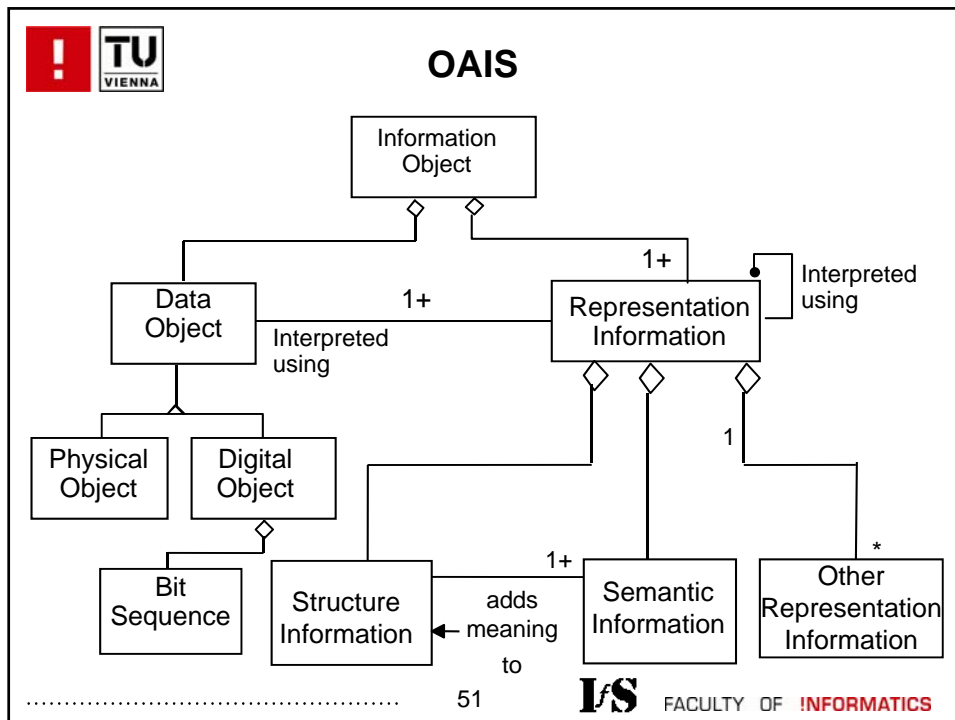 !
TU
VIENNA
OAIS
Information
Object
1+
Interpreted
using
Data
Object
1+
Interpreted
using
Representation
Information
Physical
Object
Digital
Object
1
*
Bit
Sequence
Structure
Information
1+
adds
meaning
to
Semantic
Information
Other
Representation
Information
51
IfS
FACULTY OF !NFORMATICS